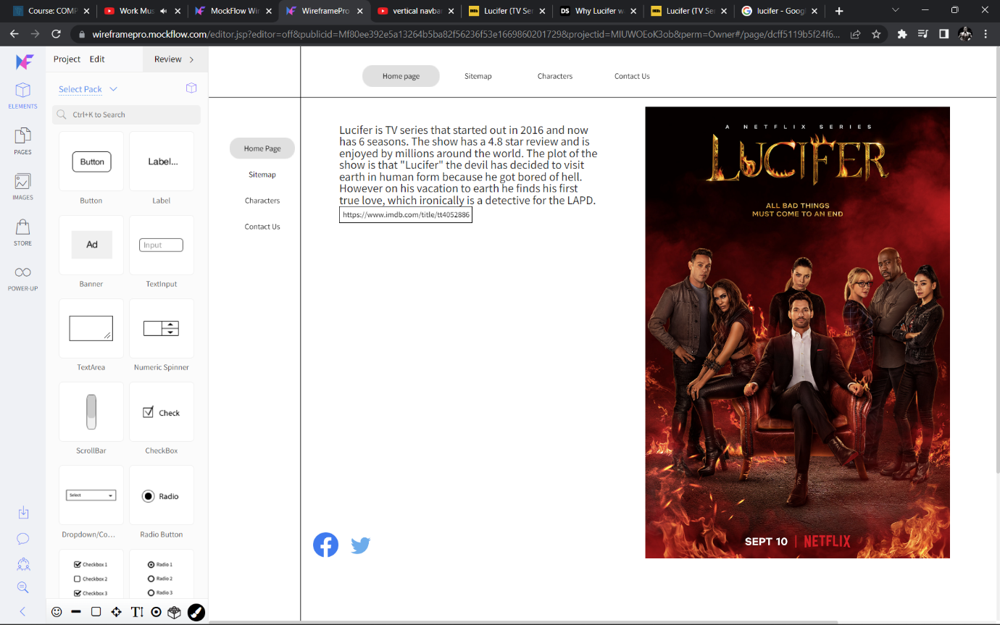 Course: COMP
Work Mus
MockFlow Wir
WireframePro
vertical navba
Lucifer (TV Ser
Why Lucifer w
Lucifer (TV Ser
lucifer - Goog
wireframepro.mockflow.com/editor.jsp?editor=off&publicid=Mf80ee392e5a13264b5ba82f56236f53e1669860201729&projectid=MIUWOEoK3ob&perm=Owner#/page/dcff5119b5f24f6...
Project Edit Review
Select Pack
Ctrl+K to Search
ELEMENTS
PAGES
IMAGES
STORE
POWER-UP
Button
Button
Label...
Label
Ad
Banner
Input
TextInput
TextArea
Numeric Spinner
ScrollBar
Check
CheckBox
Select
Dropdown/Co...
Radio
Radio Button
Checkbox 1
Checkbox 2
Checkbox 3
Radio 1
Radio 2
Radio 3
Home page Sitemap Characters Contact Us
Home Page
Sitemap
Characters
Contact Us
Lucifer is TV series that started out in 2016 and now
has 6 seasons. The show has a 4.8 star review and is
enjoyed by millions around the world. The plot of the
show is that "Lucifer" the devil has decided to visit
earth in human form because he got bored of hell.
However on his vacation to earth he finds his first
true love, which ironically is a detective for the LAPD.
https://www.imdb.com/title/tt4052886
A NETFLIX SERIES
LUCIFER
ALL BAD THINGS
MUST COME TO AN END
SEPT 10 | NETFLIX